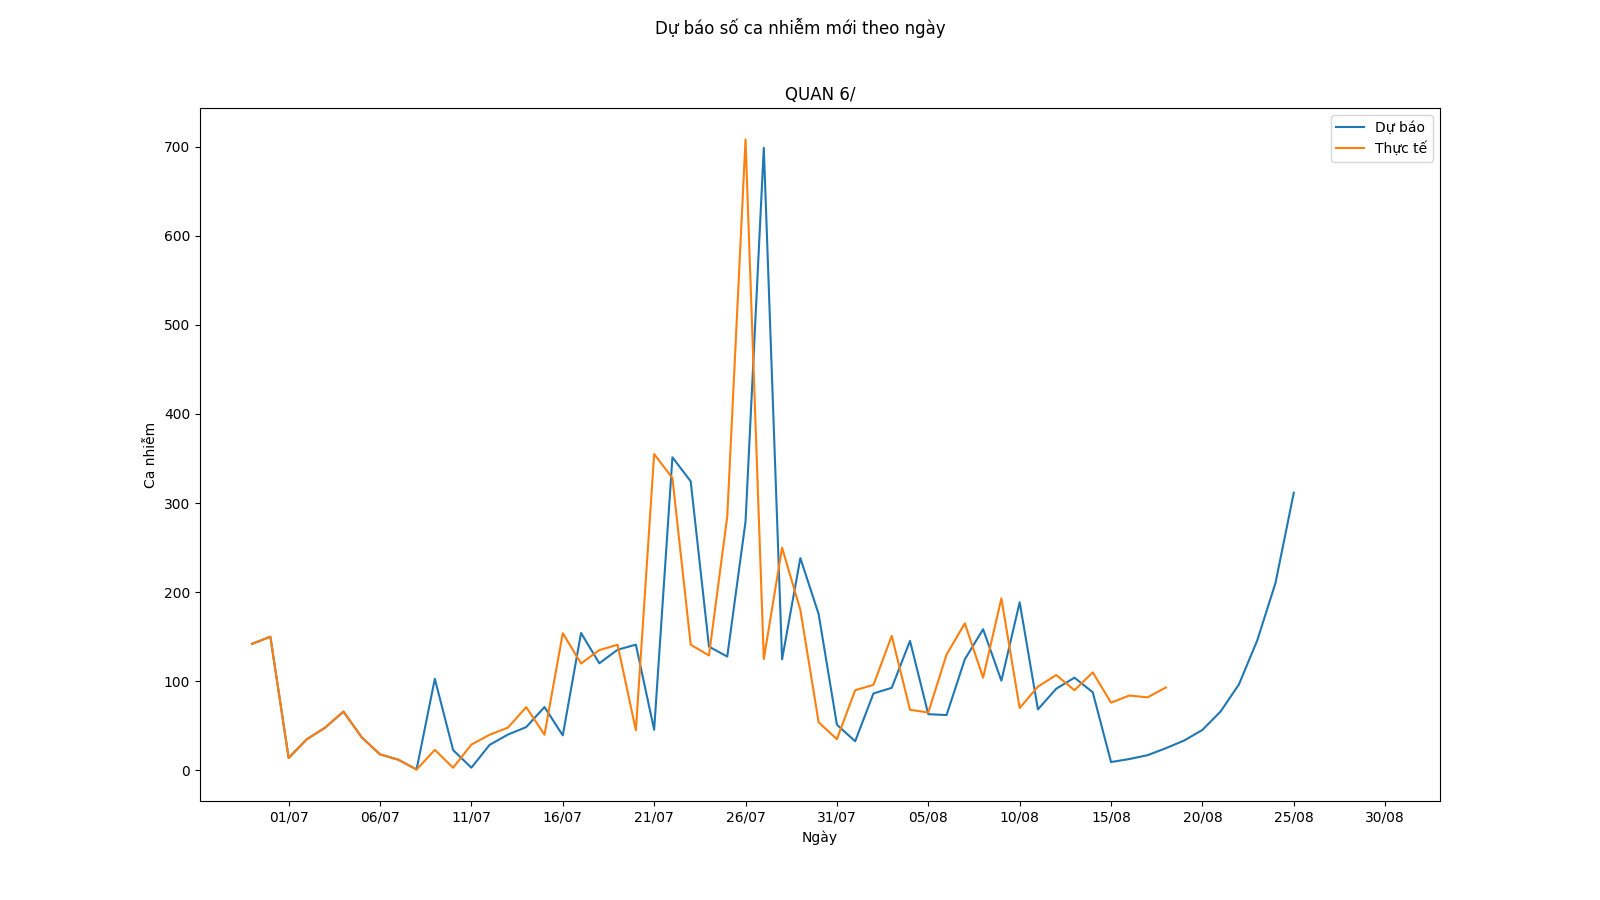 Dự báo số ca nhiễm mới theo ngày
QUAN 6/
Dự báo
Thực tế
700
600
500
400
300
200
100
0
Ca nhiễm
01/07 06/07 11/07 16/07 21/07 26/07 31/07 05/08 10/08 15/08 20/08 25/08 30/08
Ngày